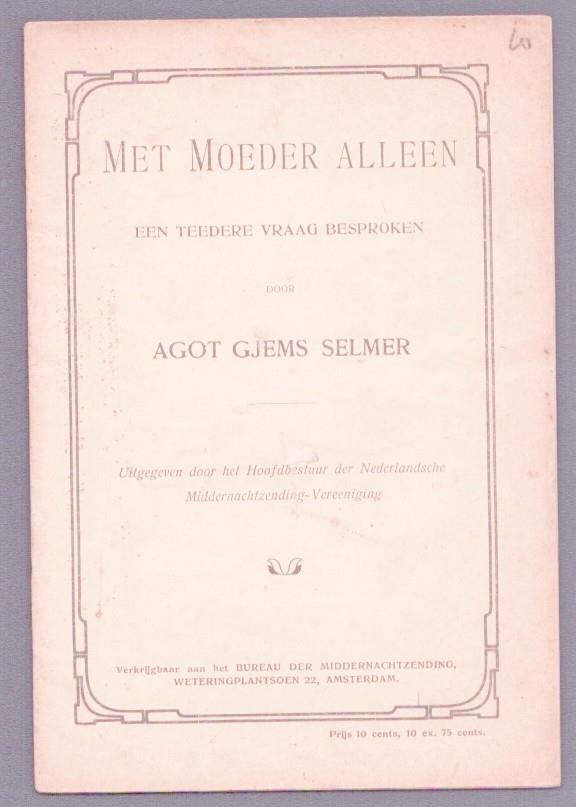 MET MOEDER ALLEEN
EEN TEEDERE VRAAG BESPROKEN
DOOR
AGOT GJEMS SELMER
Uitgegeven door het Hoofdbestuur der Nederlandsche
Middernachtzending-Vereeniging
Verkrijgbaar aan het BUREAU DER MIDDERNACHTZENDING,
WETERINGPLANTSOEN 22, AMSTERDAM.
Prijs 10 cents, 10 ex. 75 cents.